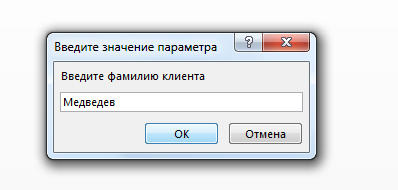 Введите значение параметра
Введите фамилию клиента
Медведев
ОК Отмена